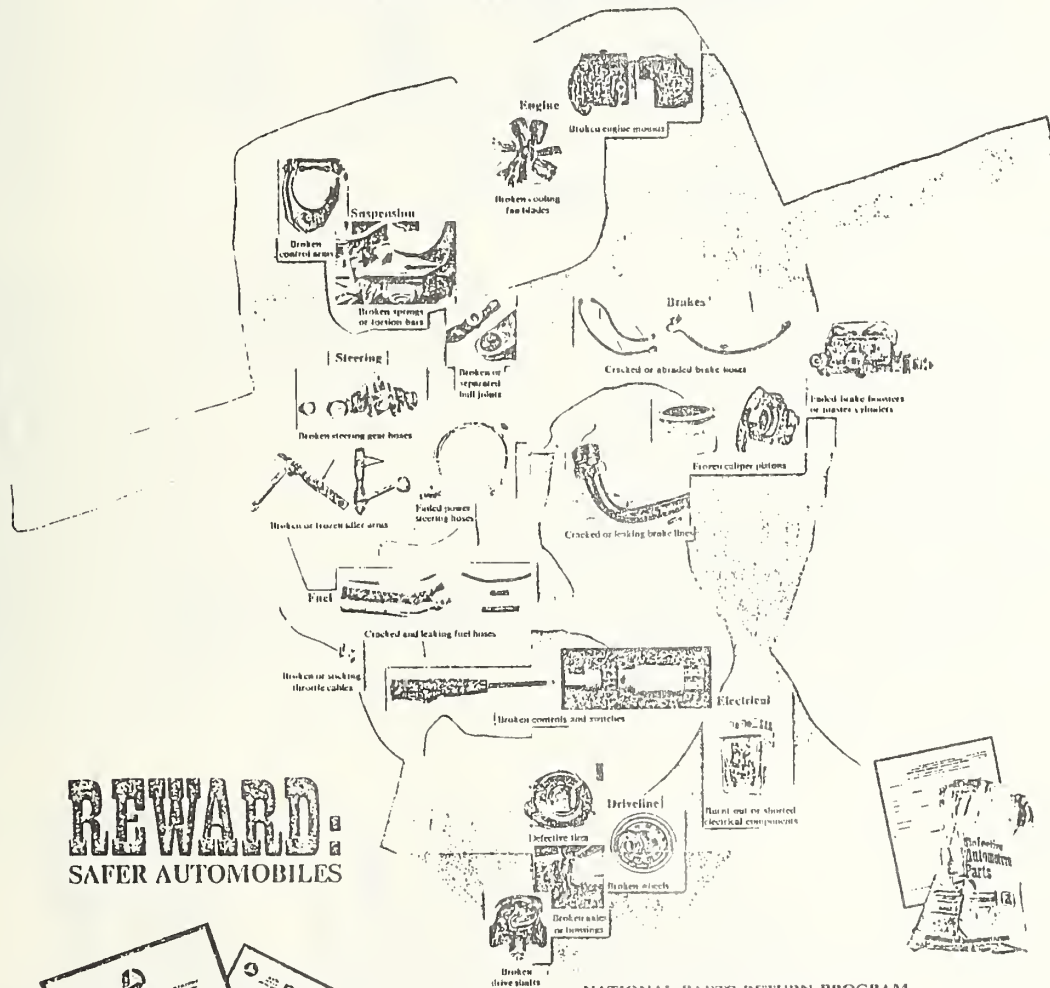 Engine
Broken engine mounts
Broken cooling
fan blades
Broken
control arms
Suspension
Broken springs
or torsion bars
Broken or
separated
ball joints
Brakes
Cracked or abraded brake hoses
Failed brake boosters
or master cylinders
Frozen caliper pistons
Cracked or leaking brake lines
Steering
Broken steering gear boxes
Broken or frozen idler arms
Failed power
steering hoses
Fuel
Cracked and leaking fuel hoses
Broken or sticking
throttle cables
Broken controls and switches
Electrical
Burnt out or shorted
electrical components
Driveline
Defective tires
Broken wheels
Broken axles
or housings
Broken
drive shafts
REWARD:
SAFER AUTOMOBILES
Defective
Automotive
Parts
NATIONAL PARTS RETURN PROGRAM